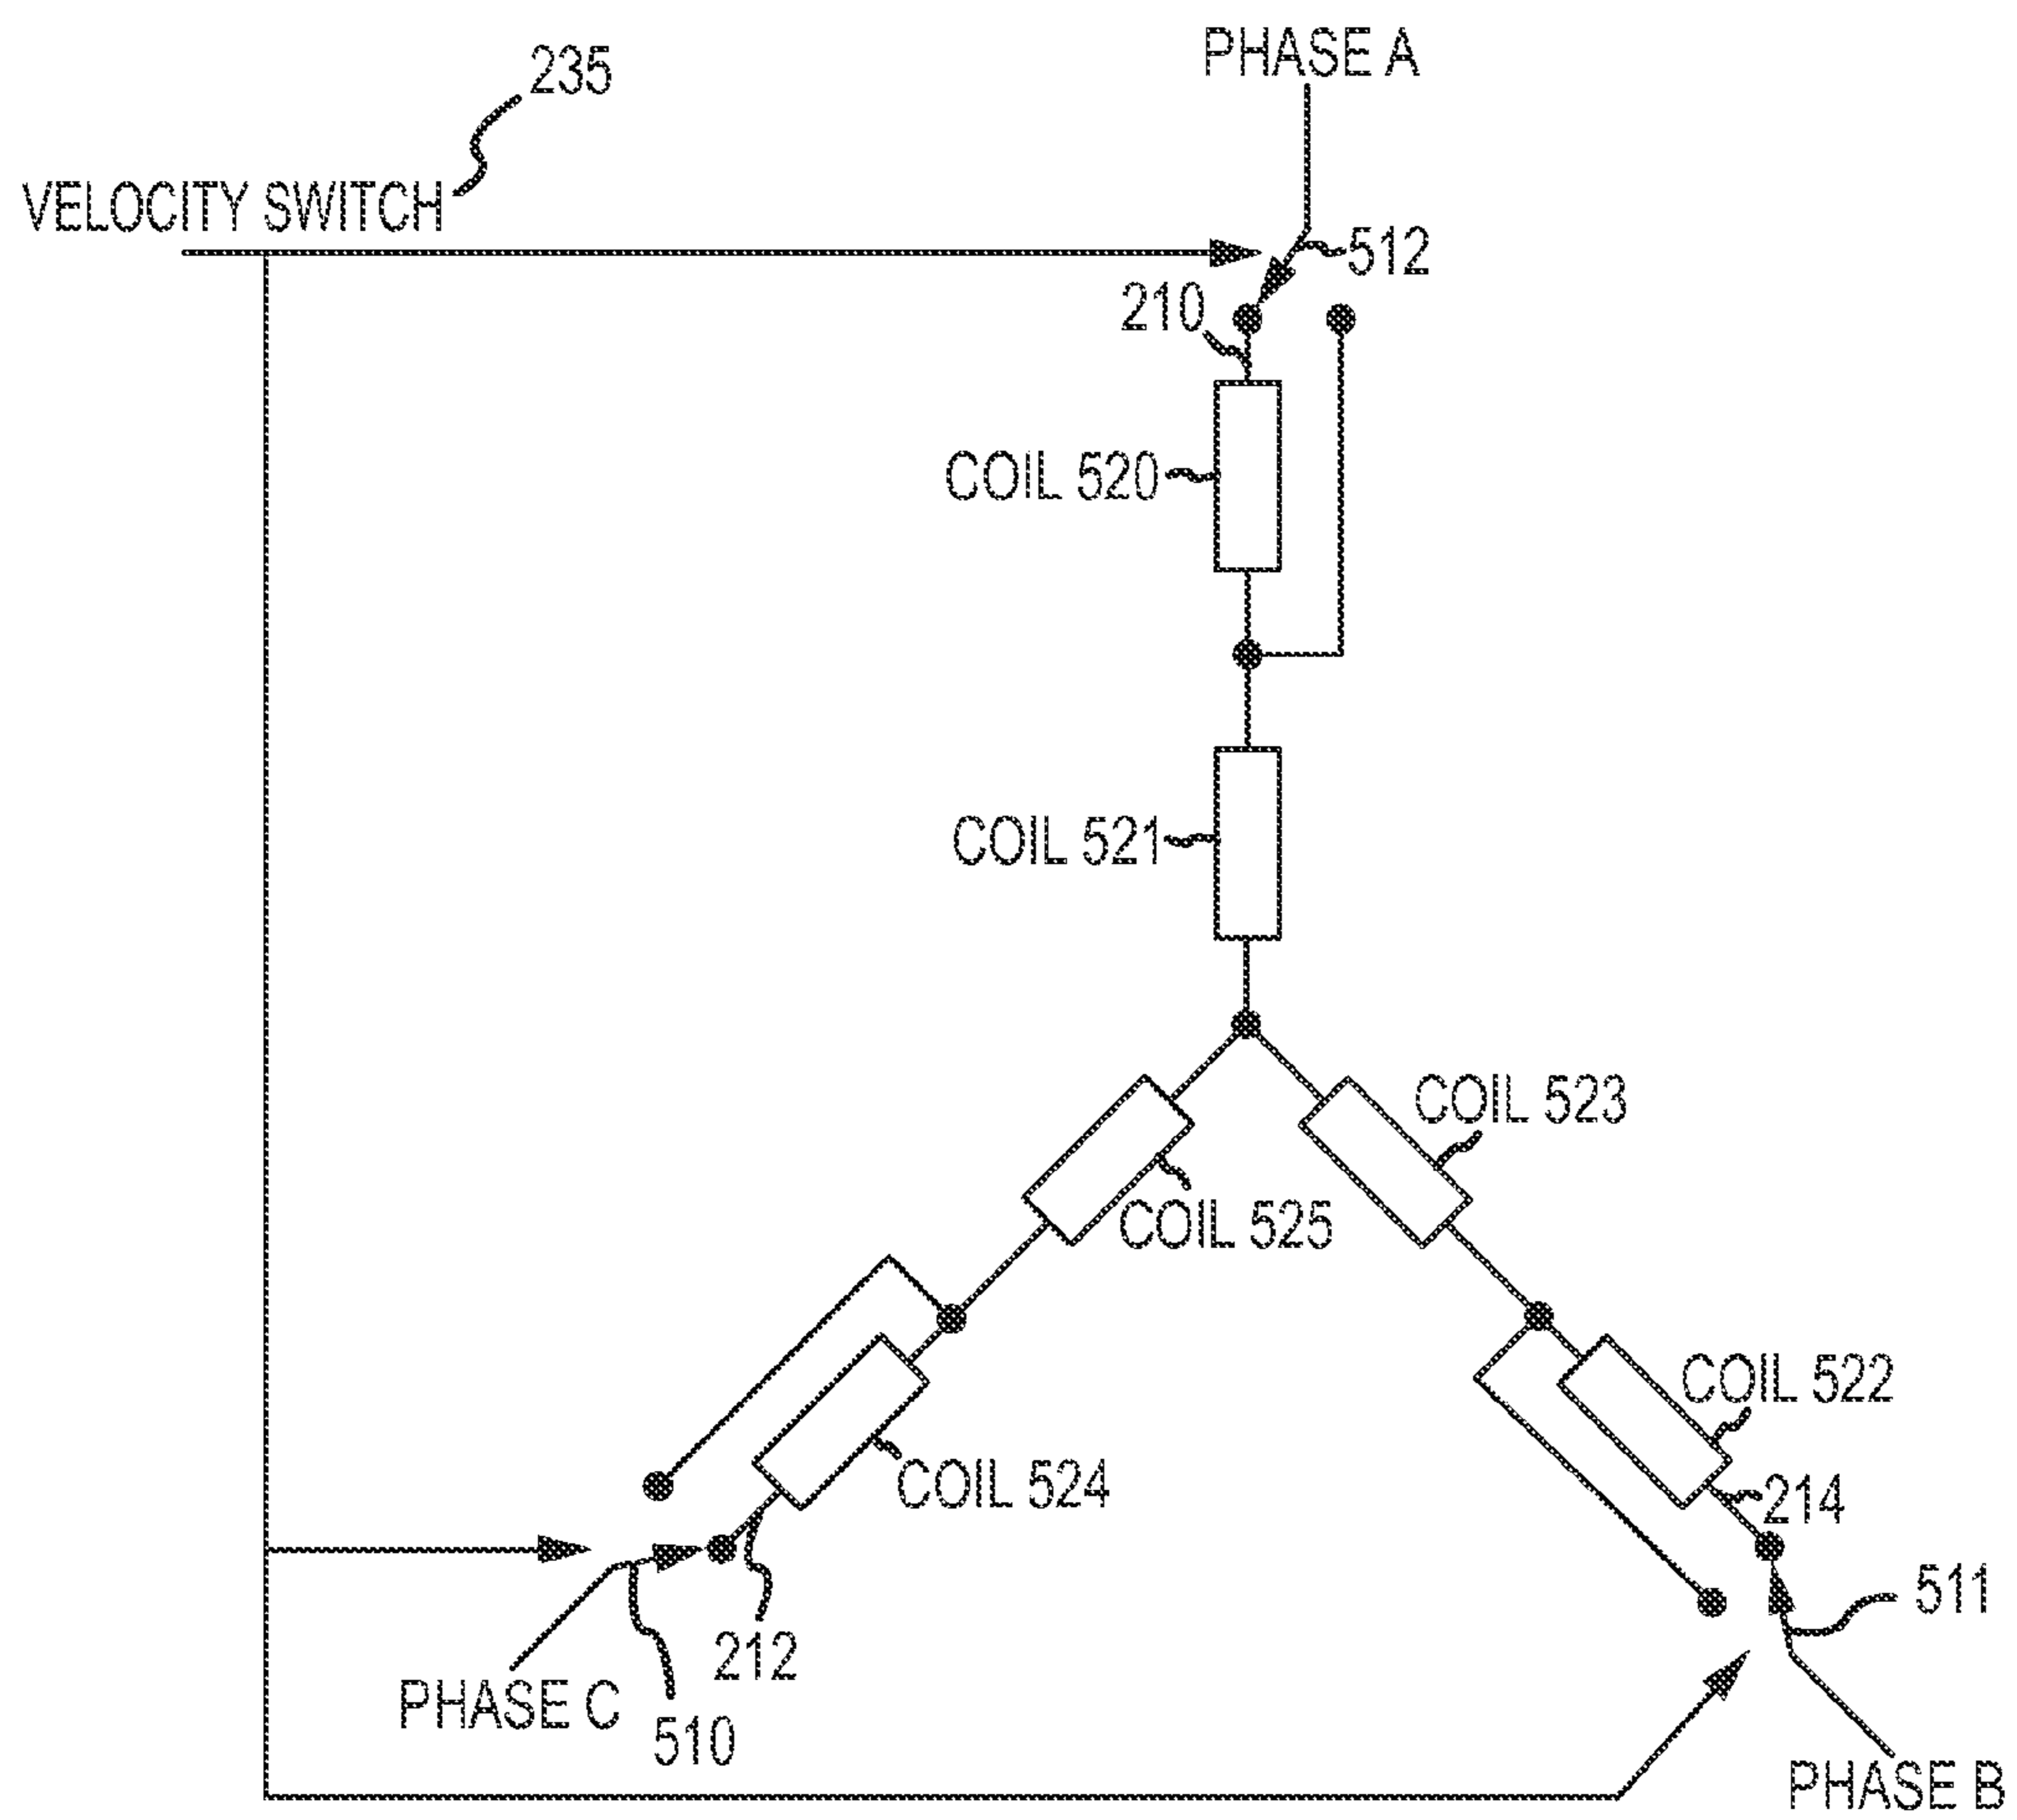 PHASE A
235
VELOCITY SWITCH
512
210
COIL 520
COIL 521
COIL 523
COIL 525
COIL 522
COIL 524
214
511
212
PHASE C
510
PHASE B